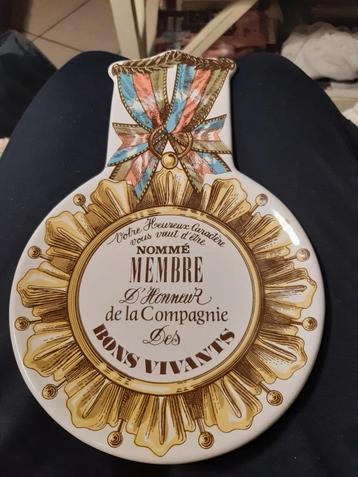 Votre Heureux Caractère
vous vaut d'être
NOMMÉ
MEMBRE
D'Honneur
de la Compagnie
Des
BONS VIVANTS